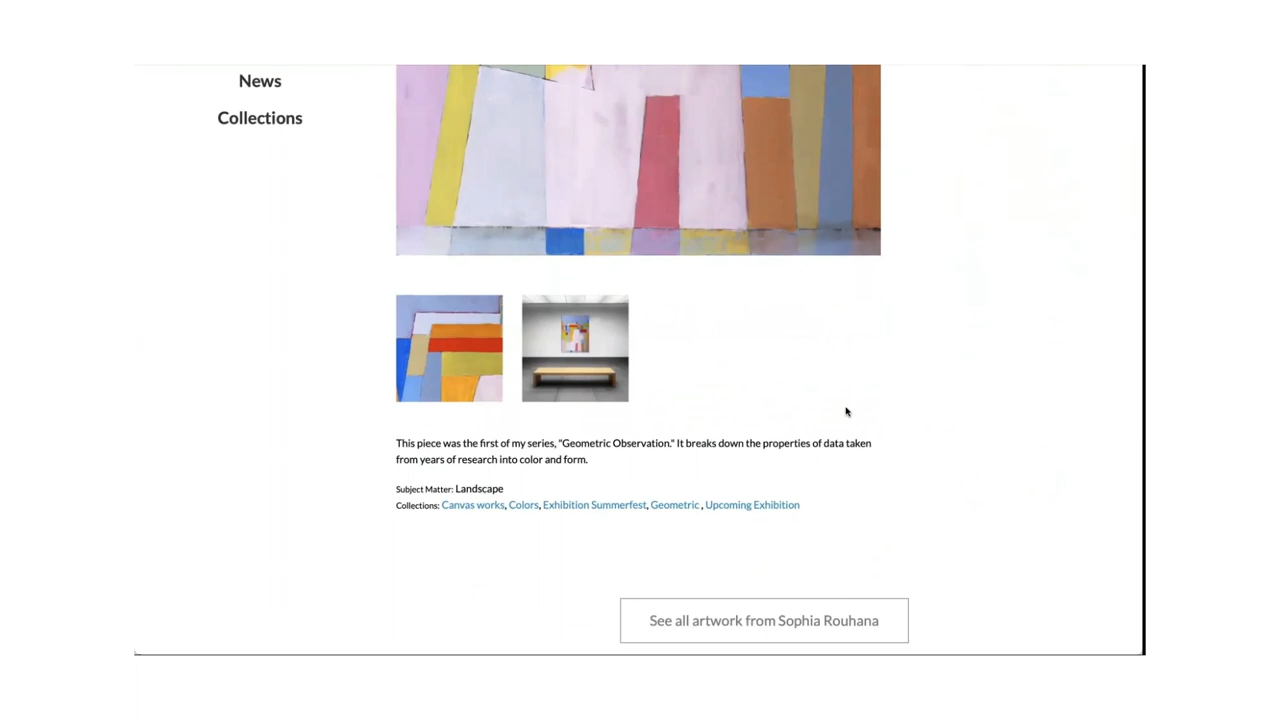 News
Collections
This piece was the first of my series, "Geometric Observation." It breaks down the properties of data taken
from years of research into color and form.
Subject Matter: Landscape
Collections: Canvas works, Colors, Exhibition Summerfest, Geometric , Upcoming Exhibition
See all artwork from Sophia Rouhana